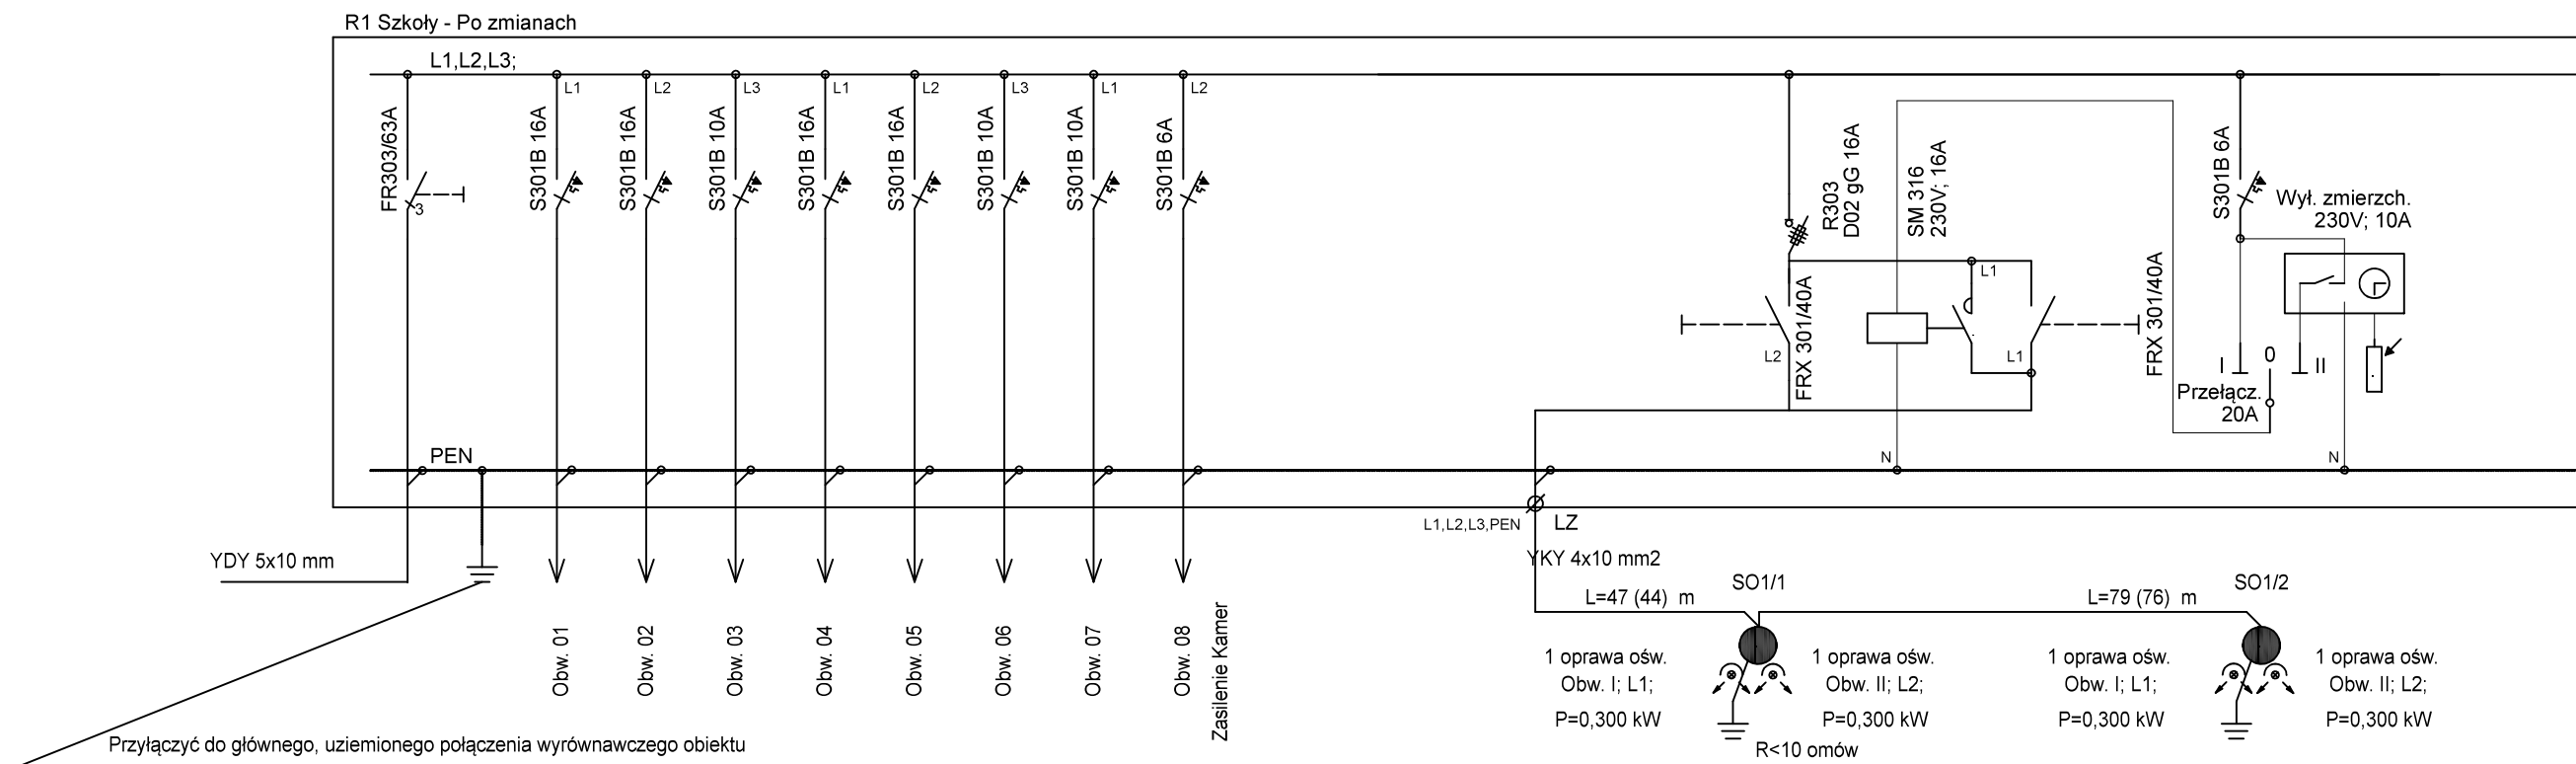 R1 Szkoły - Po zmianach
L1,L2,L3;
FR303/63A
3
L1
S301B 16A
L2
S301B 16A
L3
S301B 10A
L1
S301B 16A
L2
S301B 16A
L3
S301B 10A
L1
S301B 10A
L2
S301B 6A
R303
D02 gG 16A
SM 316
230V; 16A
S301B 6A
Wył. zmierzch.
230V; 10A
L1
L2
FRX 301/40A
L1
FRX 301/40A
I
0
II
Przełącz.
20A
PEN
N
N
L1,L2,L3,PEN
LZ
YDY 5x10 mm
YKY 4x10 mm2
SO1/1
SO1/2
L=47 (44) m
L=79 (76) m
Obw. 01
Obw. 02
Obw. 03
Obw. 04
Obw. 05
Obw. 06
Obw. 07
Obw. 08
Zasilenie Kamer
1 oprawa ośw.
Obw. I; L1;
P=0,300 kW
1 oprawa ośw.
Obw. II; L2;
P=0,300 kW
1 oprawa ośw.
Obw. I; L1;
P=0,300 kW
1 oprawa ośw.
Obw. II; L2;
P=0,300 kW
R<10 omów
Przyłączyć do głównego, uziemionego połączenia wyrównawczego obiektu